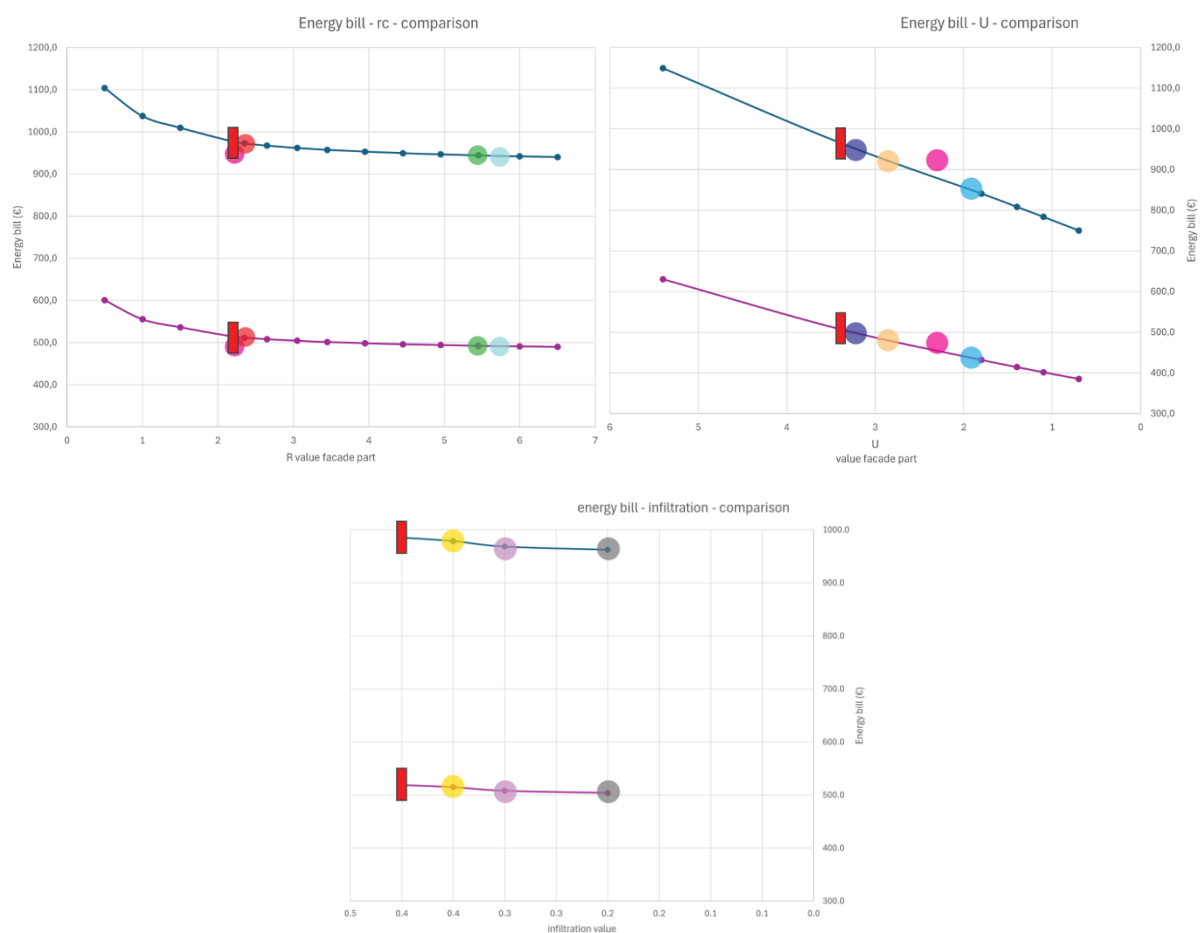 Energy bill - rc - comparison
1200,0
1100,0
1000,0
900,0
800,0
700,0
600,0
500,0
400,0
300,0
Energy bill (€)
0 1 2 3 4 5 6 7
R value facade part
Energy bill - U - comparison
1200,0
1100,0
1000,0
900,0
800,0
700,0
600,0
500,0
400,0
300,0
Energy bill (€)
6 5 4 3 2 1 0
U
value facade part
energy bill - infiltration - comparison
1000.0
900.0
800.0
700.0
600.0
500.0
400.0
300.0
Energy bill (€)
0.5 0.4 0.4 0.3 0.3 0.2 0.2 0.1 0.1 0.0
infiltration value